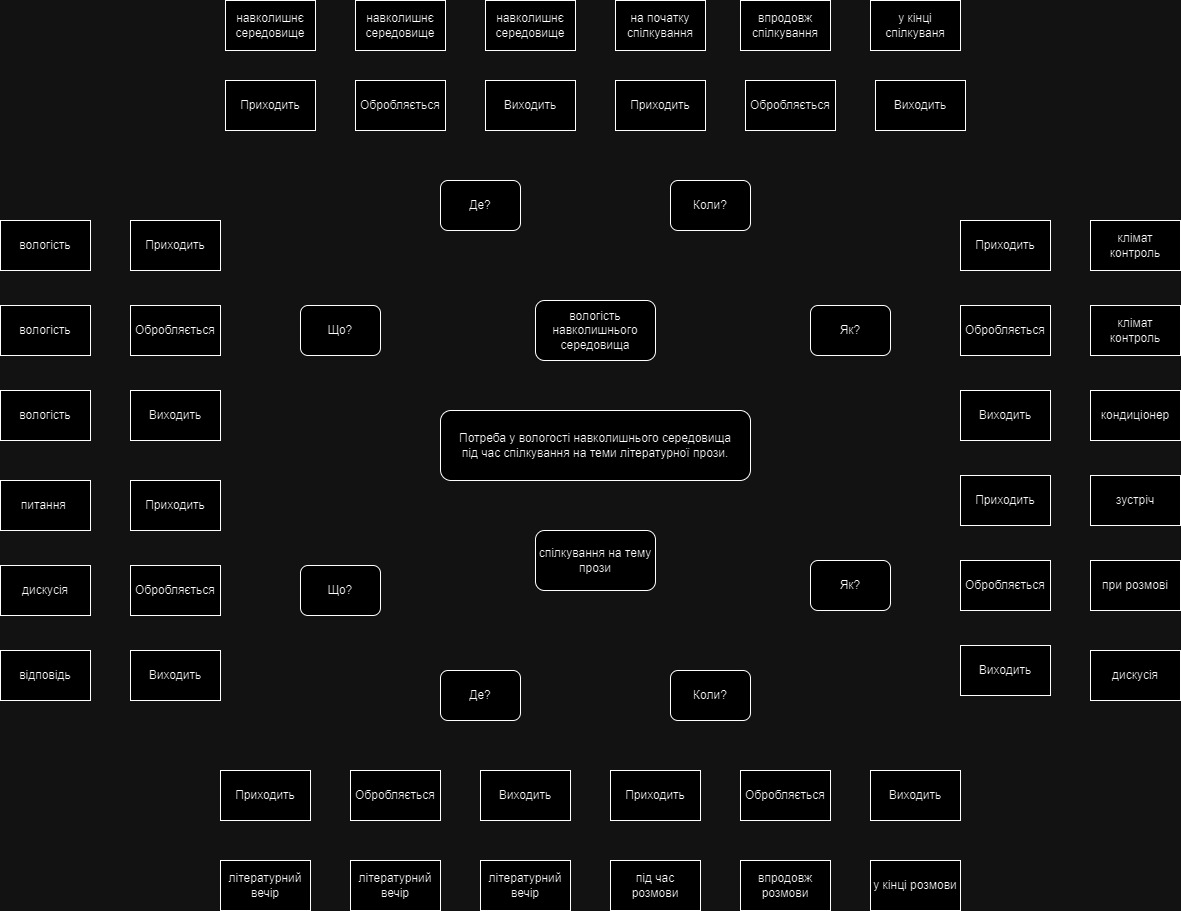 навколишнє
середовище
навколишнє
середовище
навколишнє
середовище
на початку
спілкування
впродовж
спілкування
у кінці
спілкуваня
Приходить
Обробляється
Виходить
Приходить
Обробляється
Виходить
Де?
Коли?
вологість
Приходить
Приходить
клімат
контроль
вологість
Обробляється
Що?
вологість
навколишнього
середовища
Як?
Обробляється
клімат
контроль
вологість
Виходить
Виходить
кондиціонер
Потреба у вологості навколишнього середовища
під час спілкування на теми літературної прози.
питання
Приходить
Приходить
зустріч
спілкування на тему
прози
дискусія
Обробляється
Що?
Як?
Обробляється
при розмові
відповідь
Виходить
Виходить
дискусія
Де?
Коли?
Приходить
Обробляється
Виходить
Приходить
Обробляється
Виходить
літературний
вечір
літературний
вечір
літературний
вечір
під час
розмови
впродовж
розмови
у кінці розмови